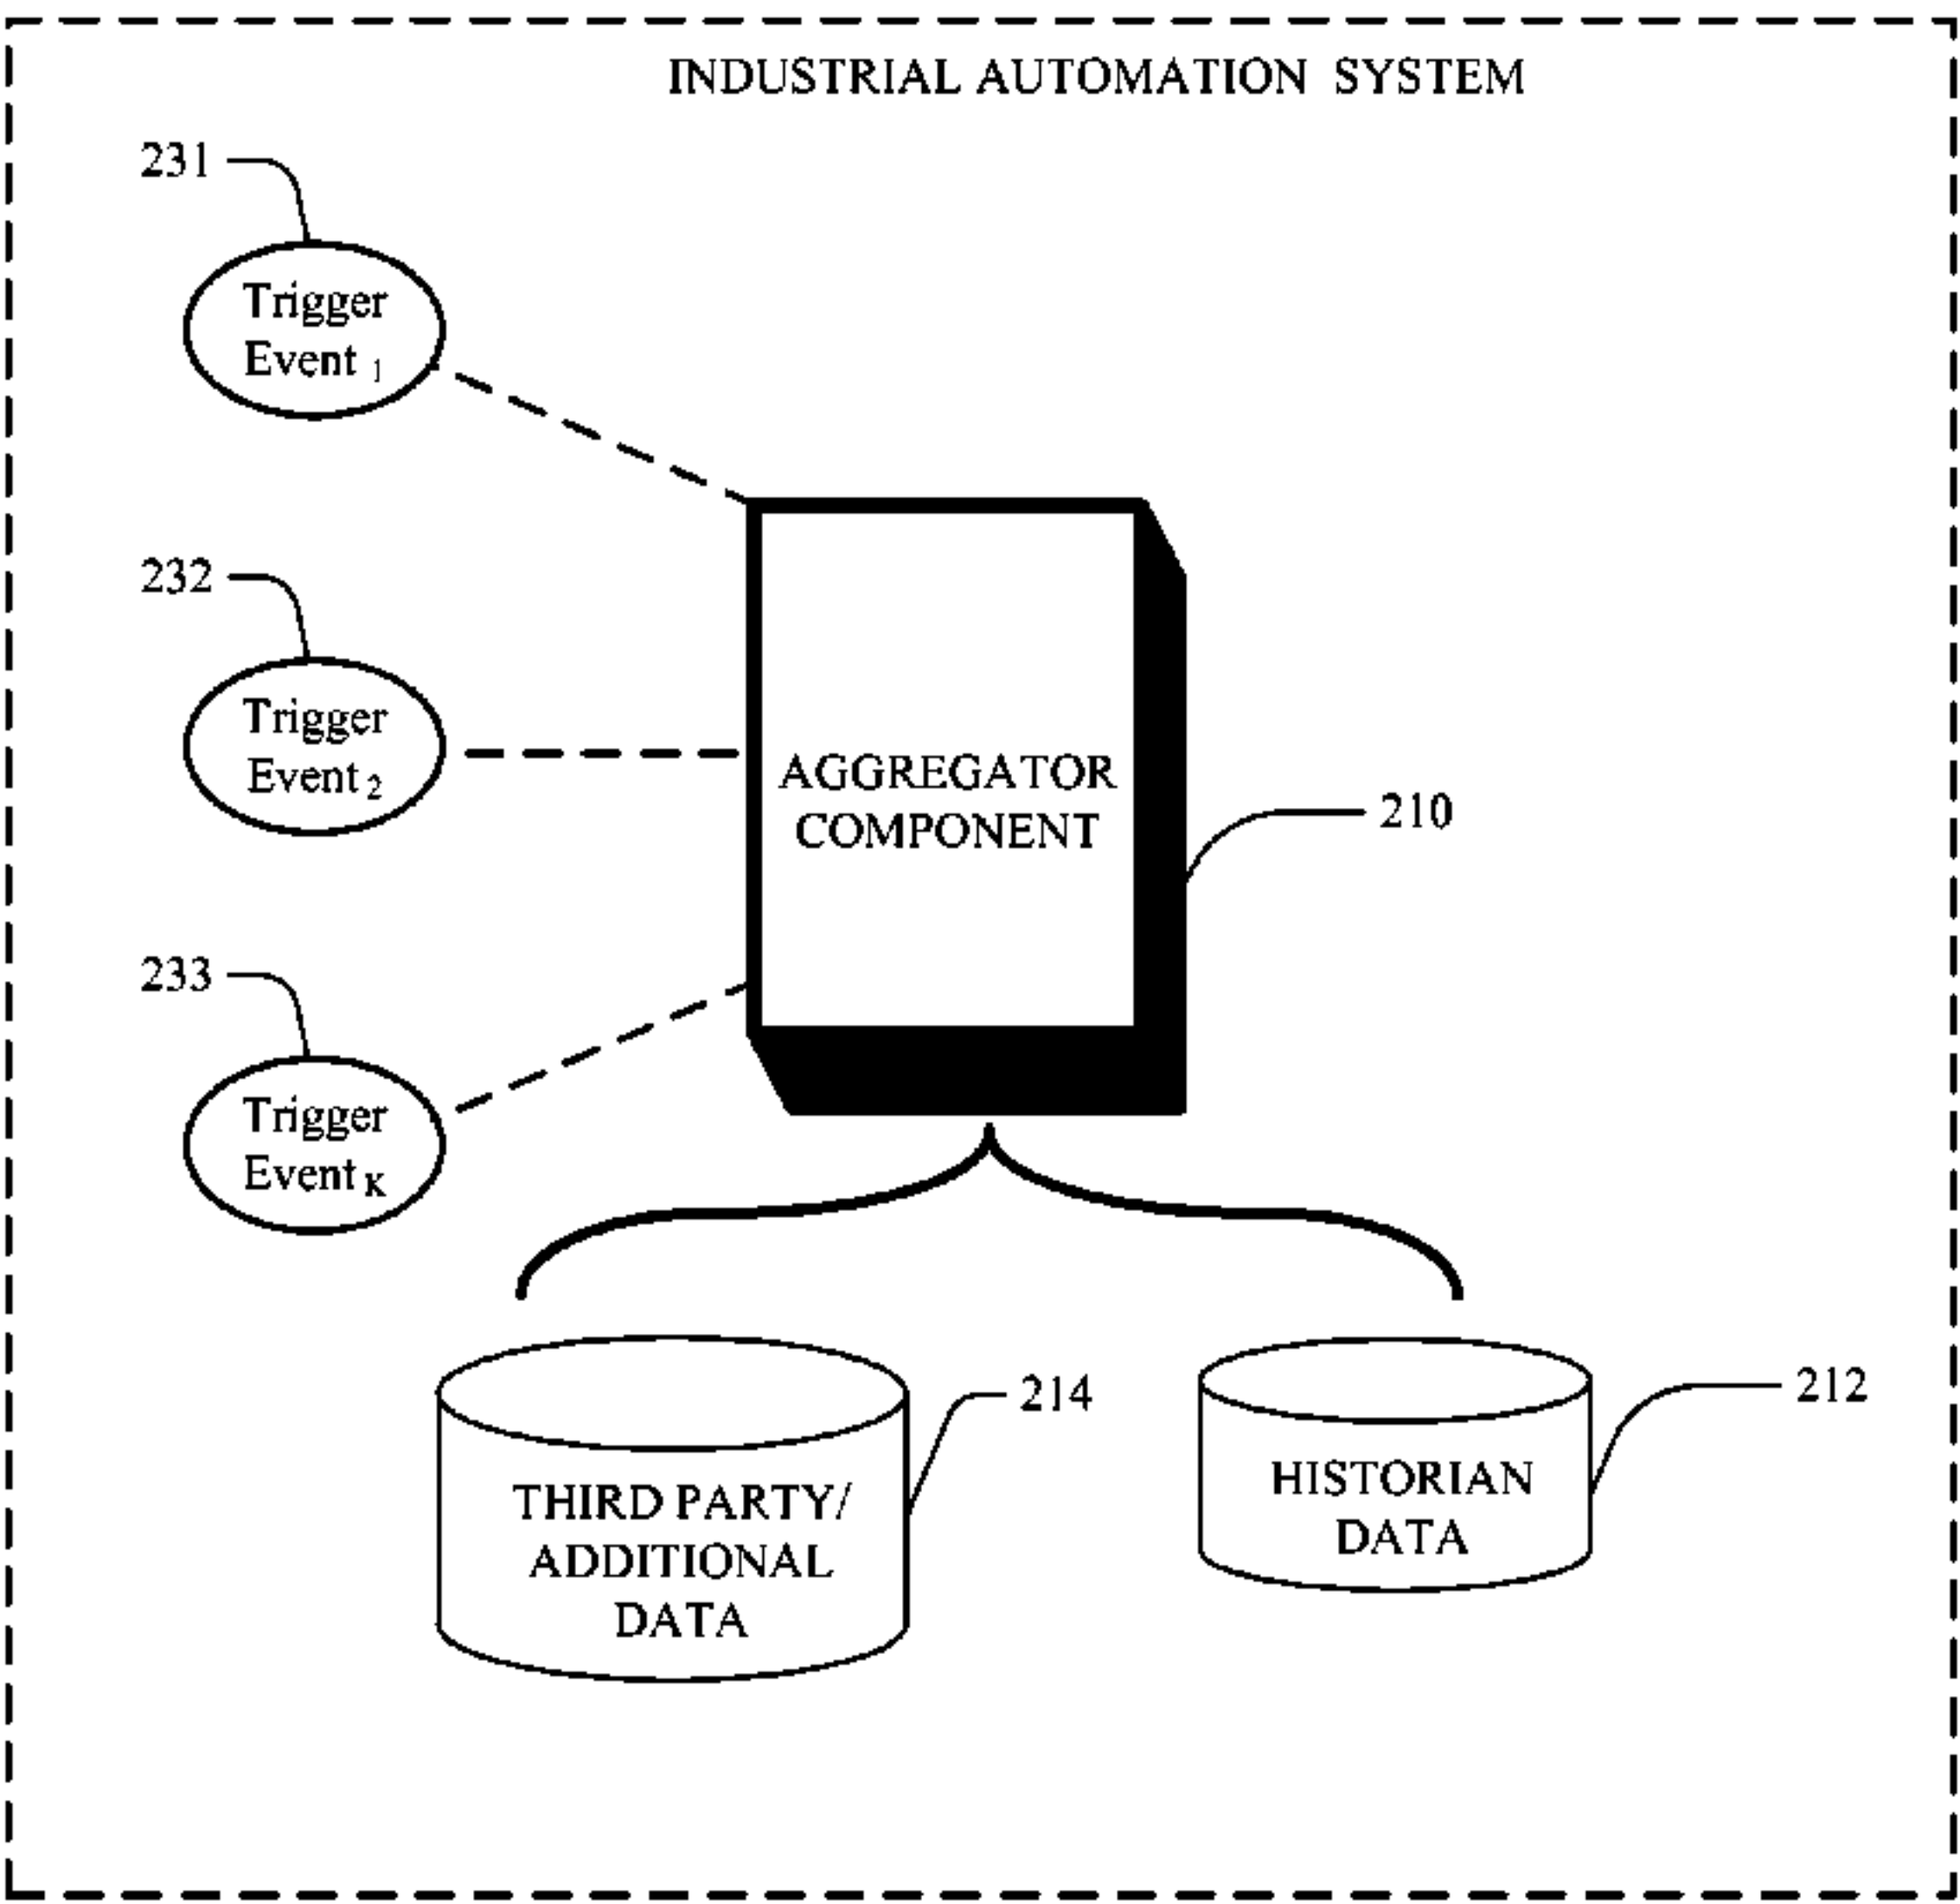 INDUSTRIAL AUTOMATION SYSTEM
231
Trigger
Event 1
232
Trigger
Event 2
AGGREGATOR
COMPONENT
210
233
Trigger
Event K
214
212
THIRD PARTY/
ADDITIONAL
DATA
HISTORIAN
DATA